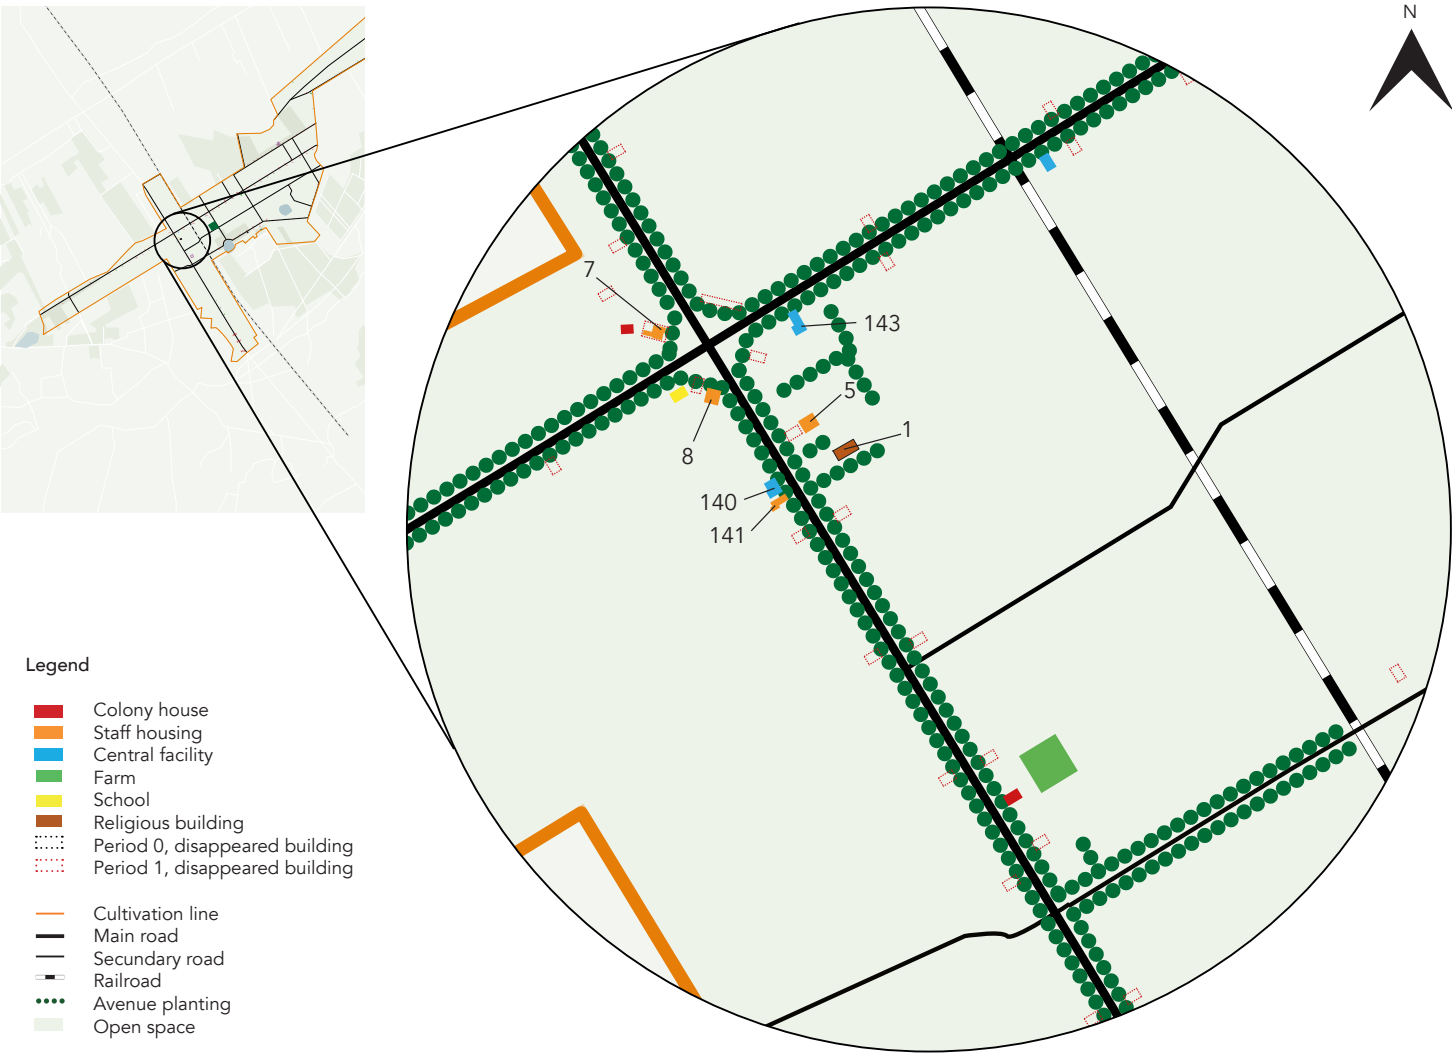 N
7
143
5
1
8
140
141
Legend
Colony house
Staff housing
Central facility
Farm
School
Religious building
Period 0, disappeared building
Period 1, disappeared building
Cultivation line
Main road
Secundary road
Railroad
Avenue planting
Open space